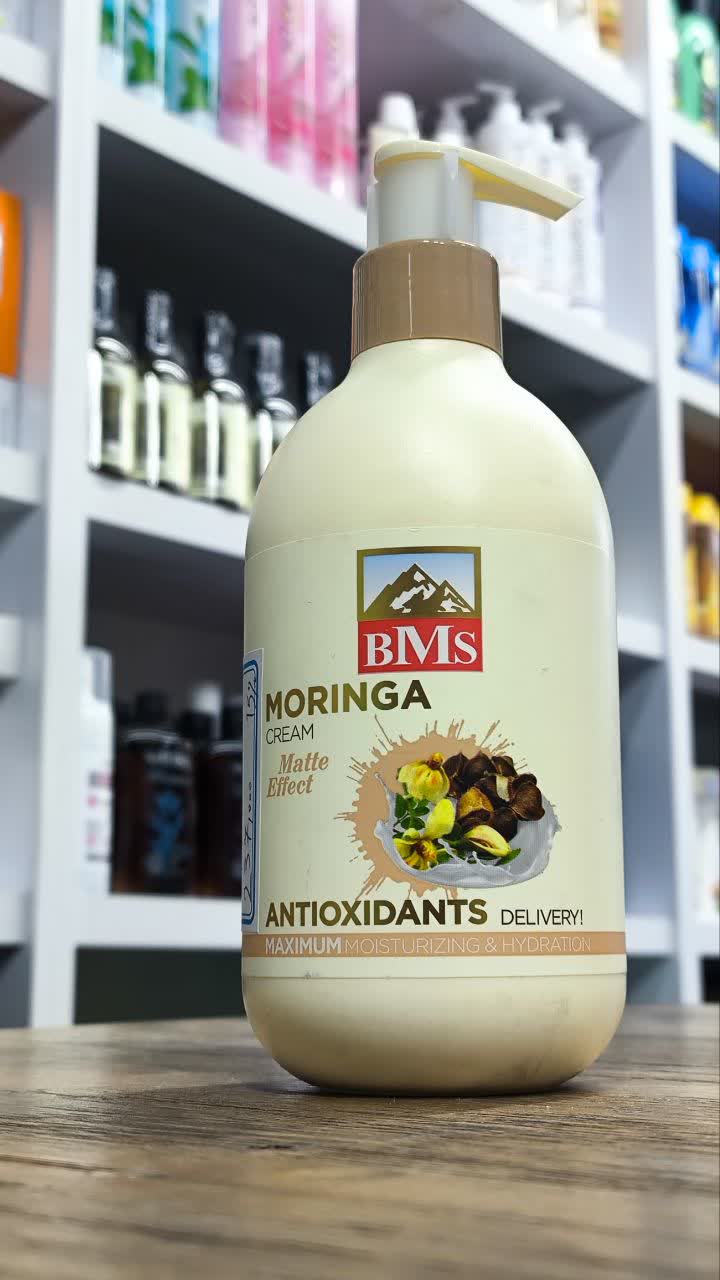 BMS
MORINGA
CREAM
Matte
Effect
ANTIOXIDANTS DELIVERY!
MAXIMUM MOISTURIZING & HYDRATION